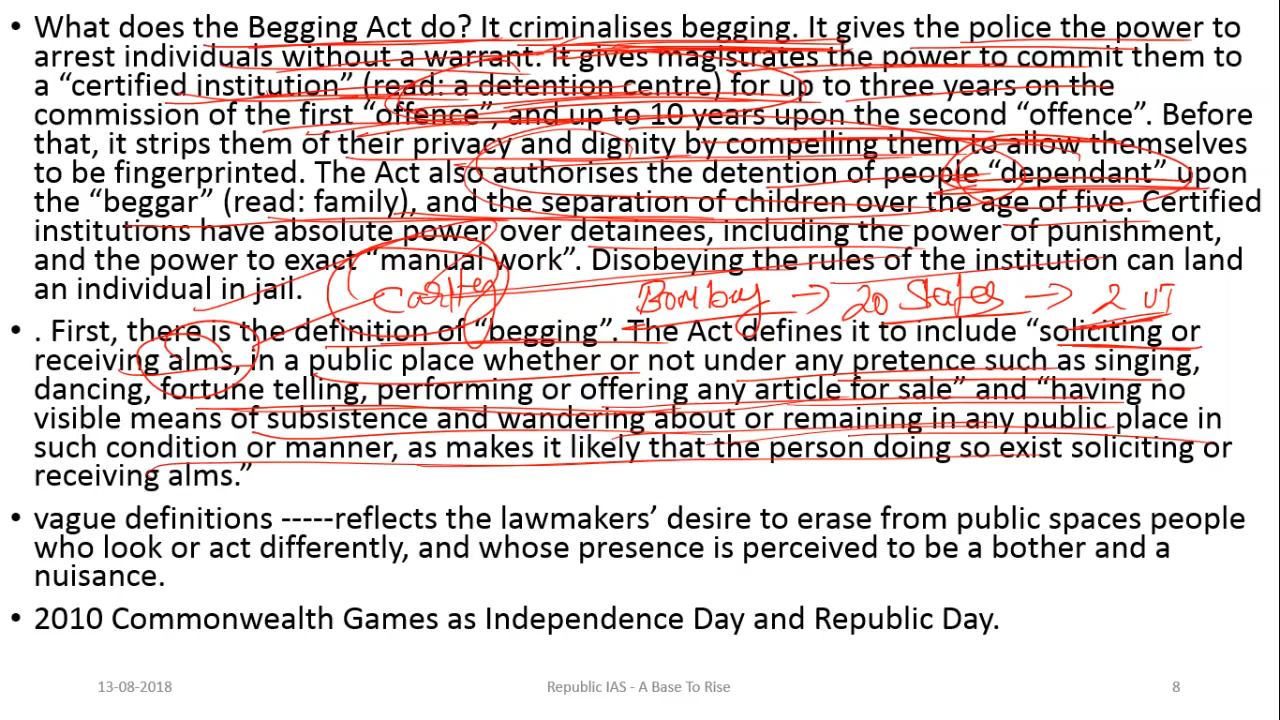 • What does the Begging Act do? It criminalises begging. It gives the police the power to
arrest individuals without a warrant. It gives magistrates the power to commit them to
a “certified institution” (read: a detention centre) for up to three years on the
commission of the first “offence”, and up to 10 years upon the second “offence”. Before
that, it strips them of their privacy and dignity by compelling them to allow themselves
to be fingerprinted. The Act also authorises the detention of people “dependant” upon
the “beggar” (read: family), and the separation of children over the age of five. Certified
institutions have absolute power over detainees, including the power of punishment,
and the power to exact “manual work”. Disobeying the rules of the institution can land
an individual in jail.
Bombay → 20 States → 2 UT
• . First, there is the definition of “begging”. The Act defines it to include “soliciting or
receiving alms, in a public place whether or not under any pretence such as singing,
dancing, fortune telling, performing or offering any article for sale” and “having no
visible means of subsistence and wandering about or remaining in any public place in
such condition or manner, as makes it likely that the person doing so exist soliciting or
receiving alms.”
• vague definitions -----reflects the lawmakers’ desire to erase from public spaces people
who look or act differently, and whose presence is perceived to be a bother and a
nuisance.
• 2010 Commonwealth Games as Independence Day and Republic Day.
13-08-2018
Republic IAS - A Base To Rise
8